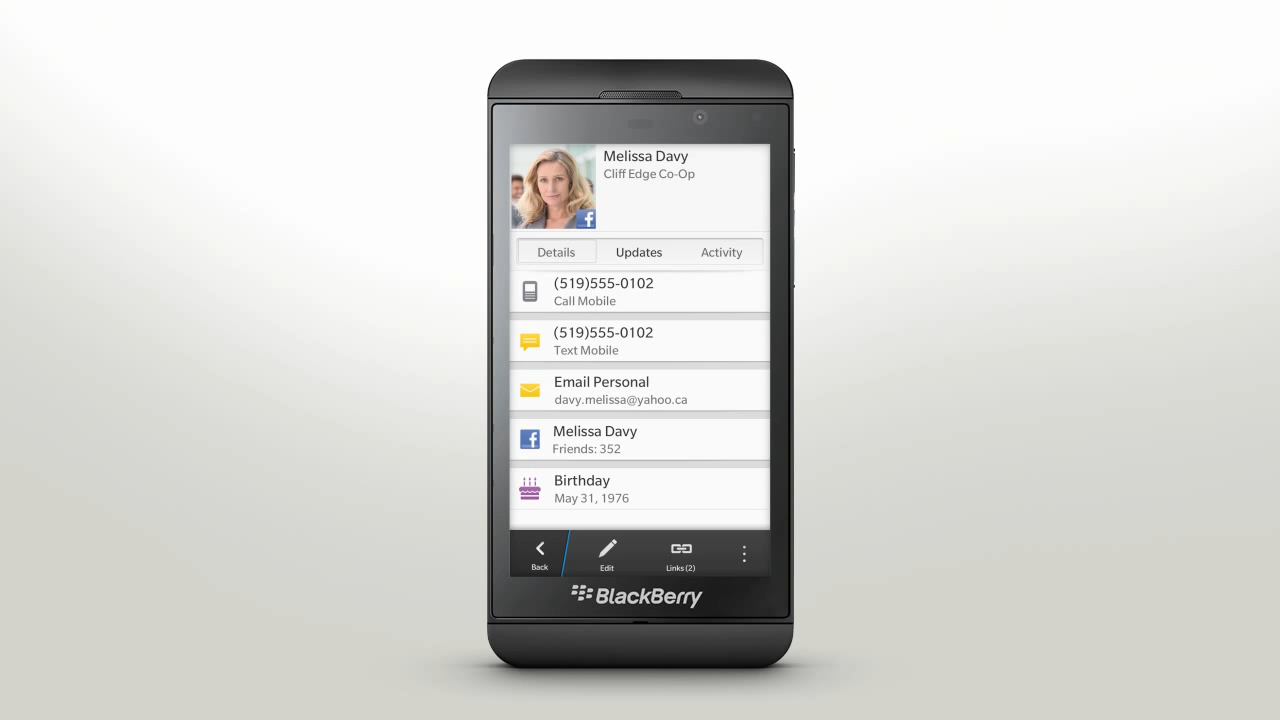 Melissa Davy
Cliff Edge Co-Op
Details Updates Activity
(519)555-0102
Call Mobile
(519)555-0102
Text Mobile
Email Personal
davy.melissa@yahoo.ca
Melissa Davy
Friends: 352
Birthday
May 31, 1976
Back Edit Links (2)
BlackBerry